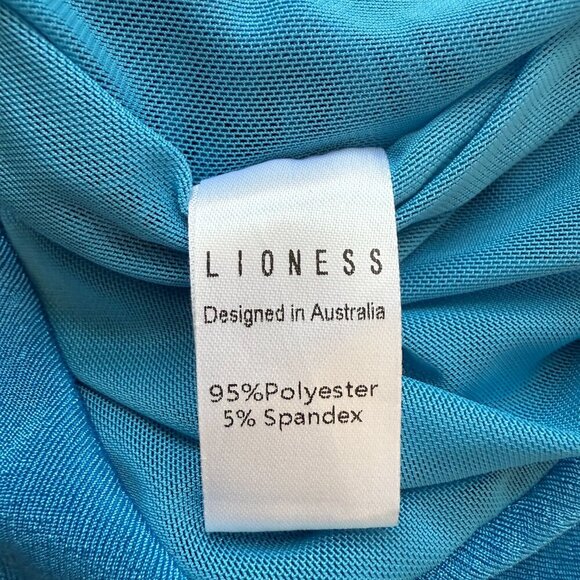 LIONESS
Designed in Australia
95%Polyester
5% Spandex